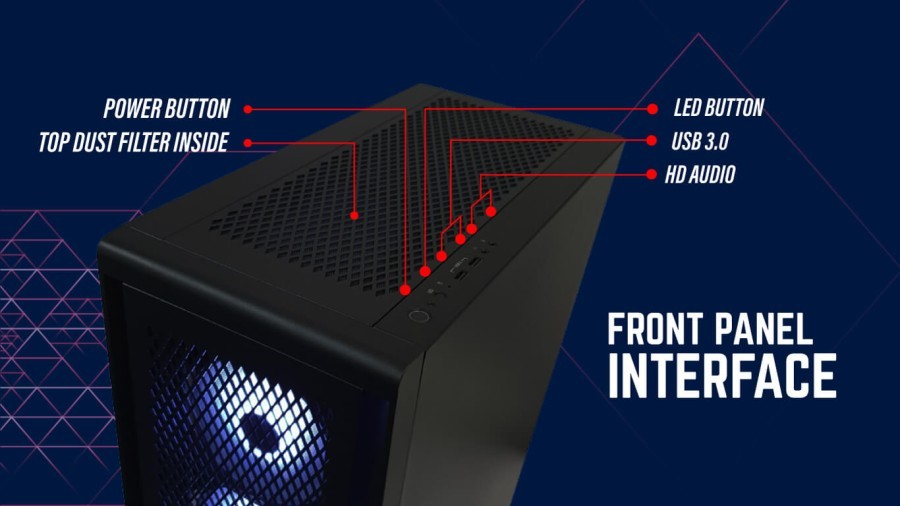 POWER BUTTON
TOP DUST FILTER INSIDE
LED BUTTON
USB 3.0
HD AUDIO
FRONT PANEL
INTERFACE